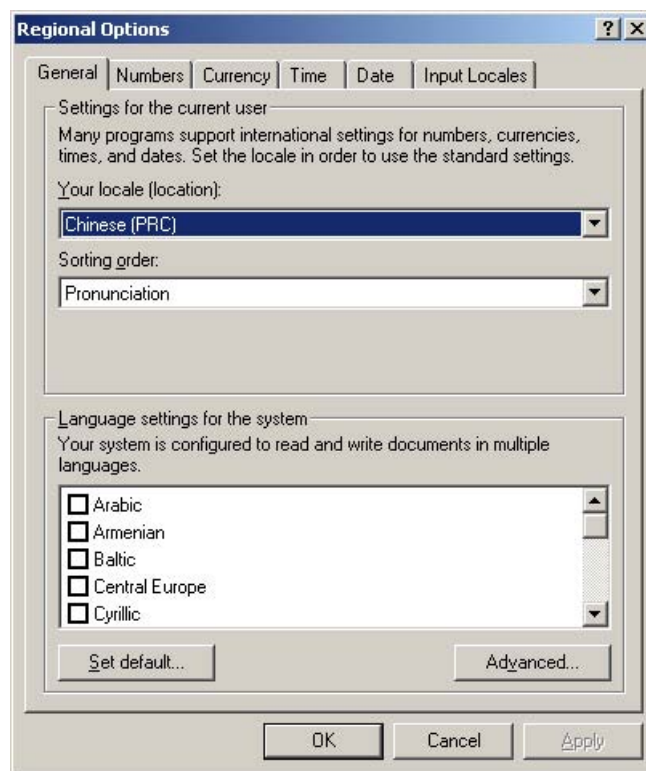 Regional Options
General Numbers Currency Time Date Input Locales
Settings for the current user
Many programs support international settings for numbers, currencies,
times, and dates. Set the locale in order to use the standard settings.
Your locale (location):
Chinese (PRC)
Sorting order:
Pronunciation
Language settings for the system
Your system is configured to read and write documents in multiple
languages.
Arabic
Armenian
Baltic
Central Europe
Cyrillic
Set default... Advanced...
OK Cancel Apply